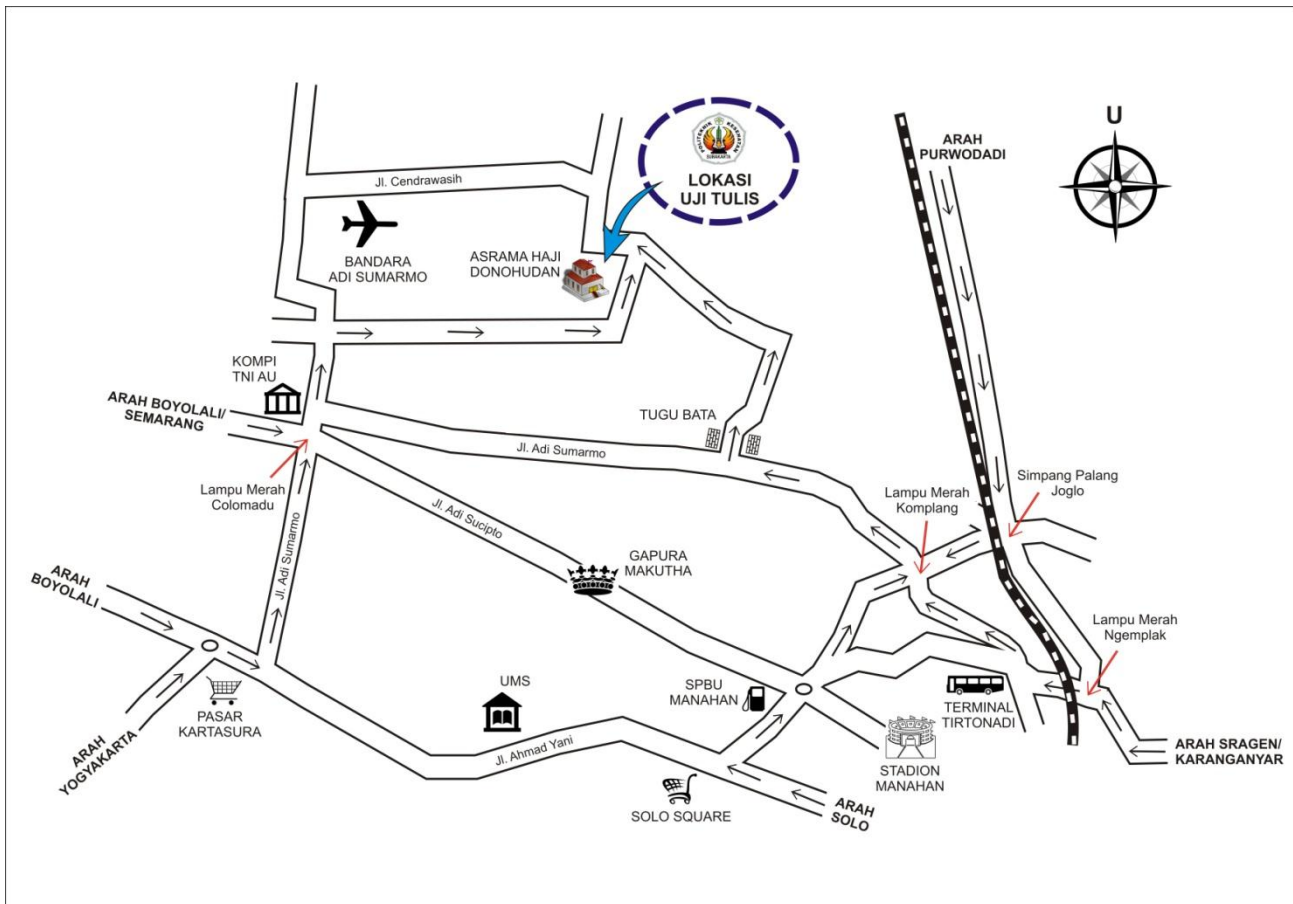 POLITEKNIK KESEHATAN
SURAKARTA
LOKASI
UJI TULIS
U
ARAH
PURWODADI
Jl. Cendrawasih
BANDARA
ADI SUMARMO
ASRAMA HAJI
DONOHUDAN
KOMPI
TNI AU
ARAH BOYOLALI/
SEMARANG
TUGU BATA
Jl. Adi Sumarmo
Lampu Merah
Colomadu
Jl. Adi Sucipto
Lampu Merah
Komplang
Simpang Palang
Joglo
Jl. Adi Sumarmo
GAPURA
MAKUTHA
ARAH
BOYOLALI
Lampu Merah
Ngemplak
UMS
SPBU
MANAHAN
TERMINAL
TIRTONADI
PASAR
KARTASURA
ARAH
YOGYAKARTA
Jl. Ahmad Yani
STADION
MANAHAN
ARAH SRAGEN/
KARANGANYAR
SOLO SQUARE
ARAH
SOLO